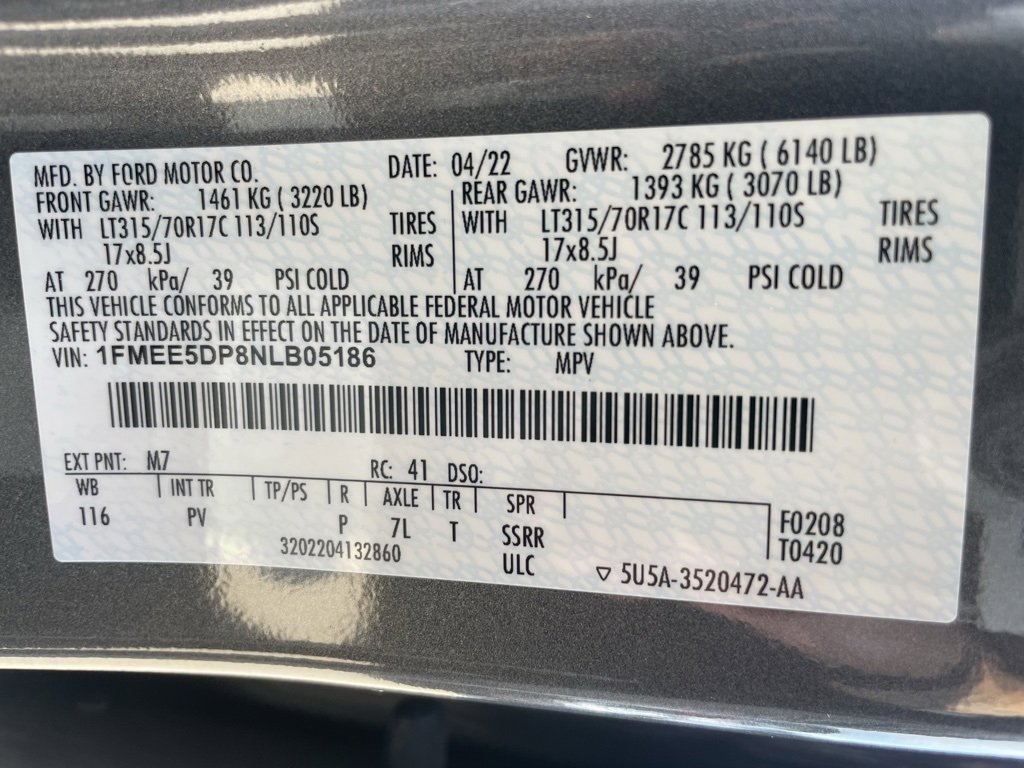 MFD. BY FORD MOTOR CO. DATE: 04/22 GVWR: 2785 KG ( 6140 LB)
FRONT GAWR: 1461 KG ( 3220 LB) REAR GAWR: 1393 KG ( 3070 LB)
WITH LT315/70R17C 113/110S TIRES WITH LT315/70R17C 113/110S TIRES
17x8.5J RIMS 17x8.5J RIMS
AT 270 kPa/ 39 PSI COLD AT 270 kPa/ 39 PSI COLD
THIS VEHICLE CONFORMS TO ALL APPLICABLE FEDERAL MOTOR VEHICLE
SAFETY STANDARDS IN EFFECT ON THE DATE OF MANUFACTURE SHOWN ABOVE.
VIN: 1FMEE5DP8NLB05186 TYPE: MPV
EXT PNT: M7 RC: 41 DSO:
WB INT TR TP/PS R AXLE TR SPR
116 PV P 7L T SSRR F0208
3202204132860 ULC T0420
▽ 5U5A-3520472-AA